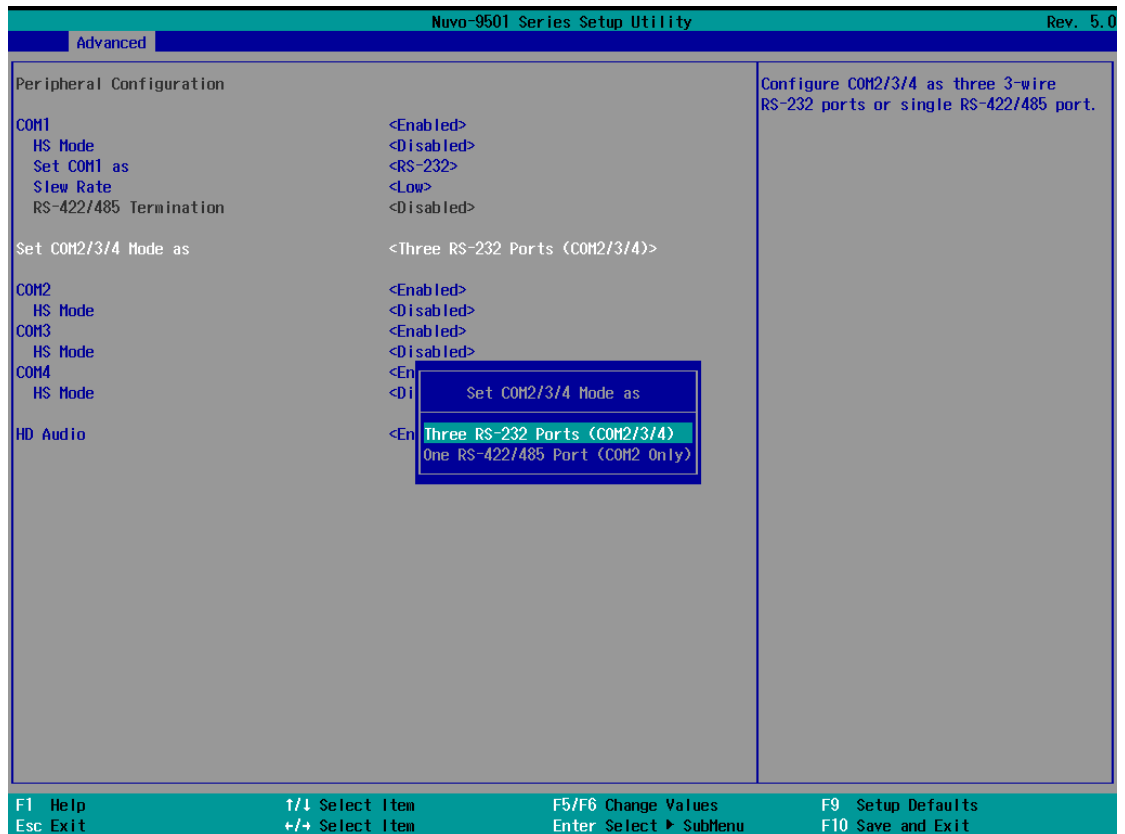 Nuvo-9501 Series Setup Utility Rev. 5.0
Advanced
Peripheral Configuration
COM1 <Enabled>
HS Mode <Disabled>
Set COM1 as <RS-232>
Slew Rate <Low>
RS-422/485 Termination <Disabled>
Set COM2/3/4 Mode as <Three RS-232 Ports (COM2/3/4)>
COM2 <Enabled>
HS Mode <Disabled>
COM3 <Enabled>
HS Mode <Disabled>
COM4 <En
HS Mode <Di
HD Audio <En
Set COM2/3/4 Mode as
Three RS-232 Ports (COM2/3/4)
One RS-422/485 Port (COM2 Only)
Configure COM2/3/4 as three 3-wire
RS-232 ports or single RS-422/485 port.
F1 Help ↑/↓ Select Item F5/F6 Change Values F9 Setup Defaults
Esc Exit ←/→ Select Item Enter Select ▶ SubMenu F10 Save and Exit